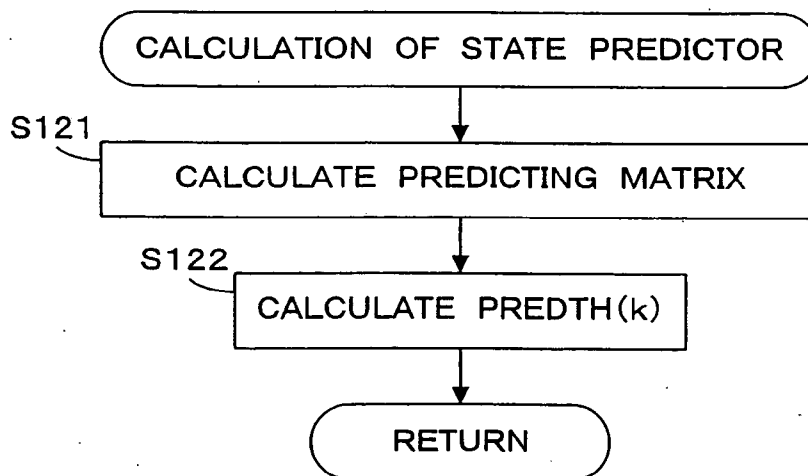 CALCULATION OF STATE PREDICTOR
S121
CALCULATE PREDICTING MATRIX
S122
CALCULATE PREDTH(k)
RETURN